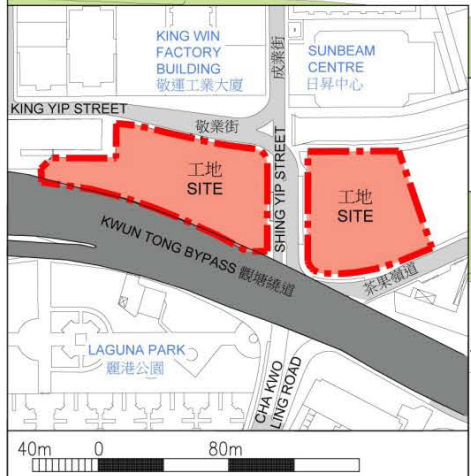 KING WIN
FACTORY
BUILDING
敬運工業大廈
成業街
SUNBEAM
CENTRE
日昇中心
KING YIP STREET
敬業街
工地
SITE
SHING YIP STREET
工地
SITE
KWUN TONG BYPASS 觀塘繞道
茶果嶺道
LAGUNA PARK
麗港公園
CHA KWO
LING ROAD
40m 0 80m